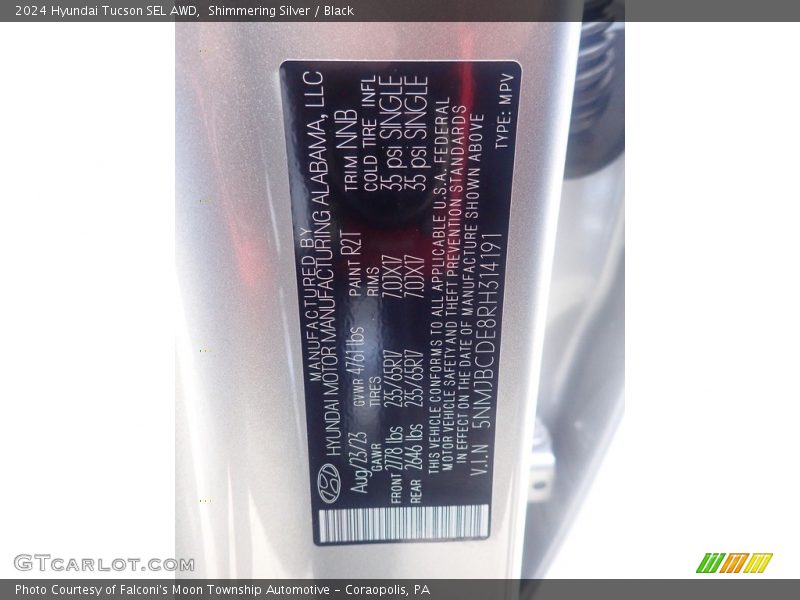 2024 Hyundai Tucson SEL AWD,  Shimmering Silver / Black
MANUFACTURED BY
HYUNDAI MOTOR MANUFACTURING ALABAMA, LLC
Aug/23/23 GVWR 4761 lbs PAINT R2T TRIM NNB
GAWR TIRES RIMS COLD TIRE INFL
FRONT 2778 lbs 235/65R17 7.0JX17 35 psi SINGLE
REAR 2646 lbs 235/65R17 7.0JX17 35 psi SINGLE
THIS VEHICLE CONFORMS TO ALL APPLICABLE U.S.A. FEDERAL
MOTOR VEHICLE SAFETY AND THEFT PREVENTION STANDARDS
IN EFFECT ON THE DATE OF MANUFACTURE SHOWN ABOVE
V.I.N 5NMJBCDE8RH314191 TYPE: MPV
GTcarlot.com
Photo Courtesy of Falconi's Moon Township Automotive - Coraopolis, PA